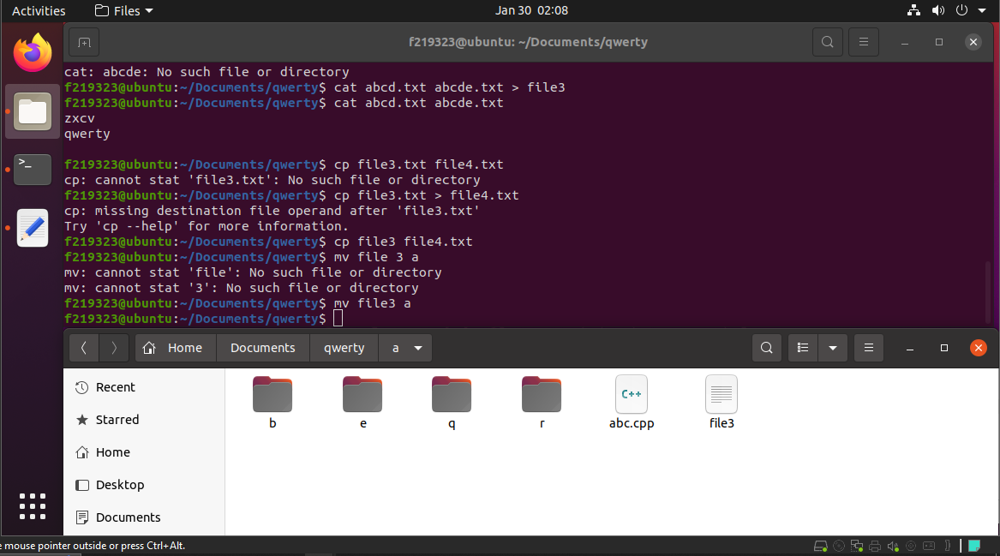 Activities Files Jan 30 02:08
f219323@ubuntu: ~/Documents/qwerty
cat: abcde: No such file or directory
f219323@ubuntu:~/Documents/qwerty$ cat abcd.txt abcde.txt > file3
f219323@ubuntu:~/Documents/qwerty$ cat abcd.txt abcde.txt
zxcv
qwerty
f219323@ubuntu:~/Documents/qwerty$ cp file3.txt file4.txt
cp: cannot stat 'file3.txt': No such file or directory
f219323@ubuntu:~/Documents/qwerty$ cp file3.txt > file4.txt
cp: missing destination file operand after 'file3.txt'
Try 'cp --help' for more information.
f219323@ubuntu:~/Documents/qwerty$ cp file3 file4.txt
f219323@ubuntu:~/Documents/qwerty$ mv file 3 a
mv: cannot stat 'file': No such file or directory
mv: cannot stat '3': No such file or directory
f219323@ubuntu:~/Documents/qwerty$ mv file3 a
f219323@ubuntu:~/Documents/qwerty$
Home Documents qwerty a
Recent
Starred
Home
Desktop
Documents
b e q r abc.cpp file3
C++
e mouse pointer outside or press Ctrl+Alt.